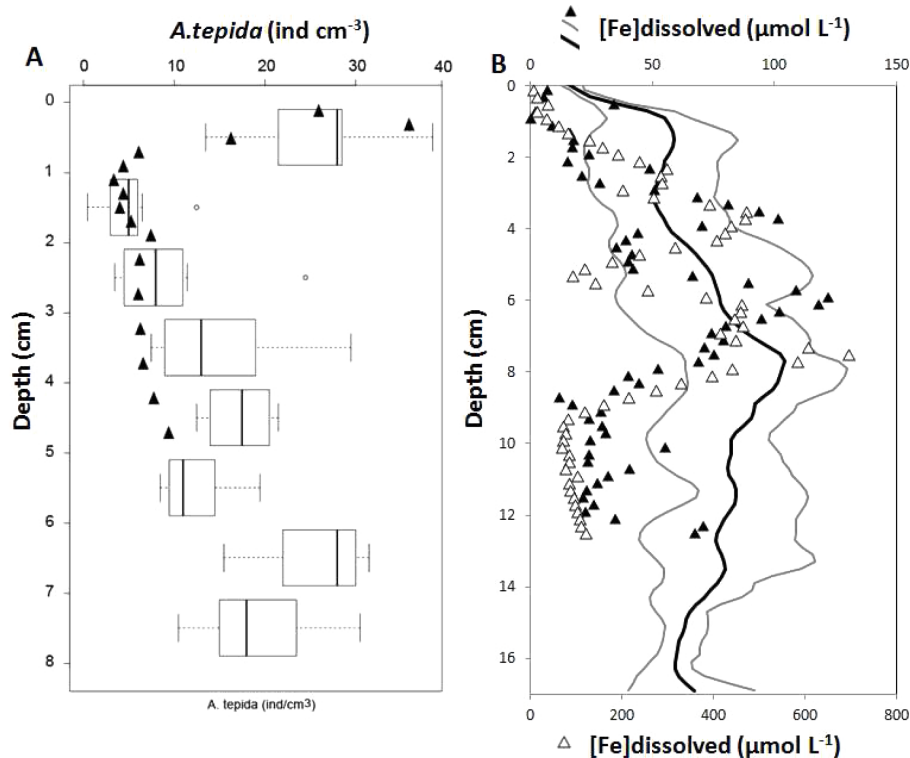 A.tepida (ind cm-3)
A
0 10 20 30 40
Depth (cm)
0
1
2
3
4
5
6
7
8
A. tepida (ind/cm3)
[Fe]dissolved (µmol L-1)
B
0 50 100 150
Depth (cm)
0
2
4
6
8
10
12
14
16
0 200 400 600 800
[Fe]dissolved (µmol L-1)